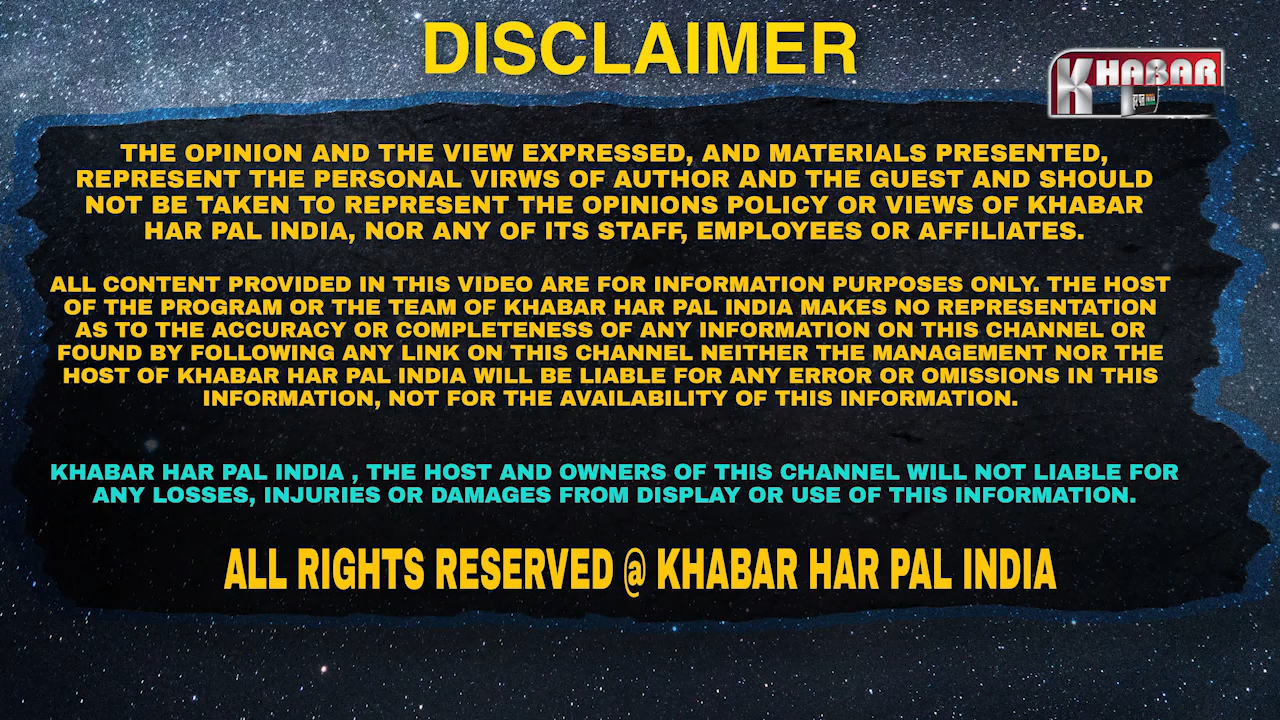 DISCLAIMER
KHABAR
THE OPINION AND THE VIEW EXPRESSED, AND MATERIALS PRESENTED,
REPRESENT THE PERSONAL VIRWS OF AUTHOR AND THE GUEST AND SHOULD
NOT BE TAKEN TO REPRESENT THE OPINIONS POLICY OR VIEWS OF KHABAR
HAR PAL INDIA, NOR ANY OF ITS STAFF, EMPLOYEES OR AFFILIATES.
ALL CONTENT PROVIDED IN THIS VIDEO ARE FOR INFORMATION PURPOSES ONLY. THE HOST
OF THE PROGRAM OR THE TEAM OF KHABAR HAR PAL INDIA MAKES NO REPRESENTATION
AS TO THE ACCURACY OR COMPLETENESS OF ANY INFORMATION ON THIS CHANNEL OR
FOUND BY FOLLOWING ANY LINK ON THIS CHANNEL NEITHER THE MANAGEMENT NOR THE
HOST OF KHABAR HAR PAL INDIA WILL BE LIABLE FOR ANY ERROR OR OMISSIONS IN THIS
INFORMATION, NOT FOR THE AVAILABILITY OF THIS INFORMATION.
KHABAR HAR PAL INDIA , THE HOST AND OWNERS OF THIS CHANNEL WILL NOT LIABLE FOR
ANY LOSSES, INJURIES OR DAMAGES FROM DISPLAY OR USE OF THIS INFORMATION.
ALL RIGHTS RESERVED @ KHABAR HAR PAL INDIA